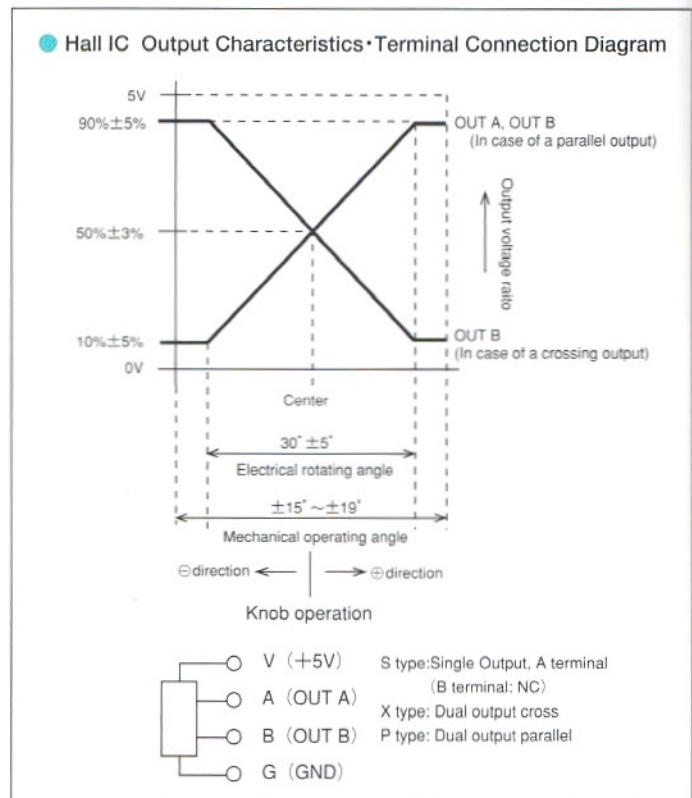 Hall IC Output Characteristics・Terminal Connection Diagram
5V
90%±5%
OUT A, OUT B
(In case of a parallel output)
Output voltage raito
50%±3%
10%±5%
OUT B
(In case of a crossing output)
0V
Center
30°±5°
Electrical rotating angle
±15°~±19°
Mechanical operating angle
⊖direction
⊕direction
Knob operation
V (+5V)
S type:Single Output, A terminal
(B terminal: NC)
A (OUT A)
X type: Dual output cross
B (OUT B)
P type: Dual output parallel
G (GND)